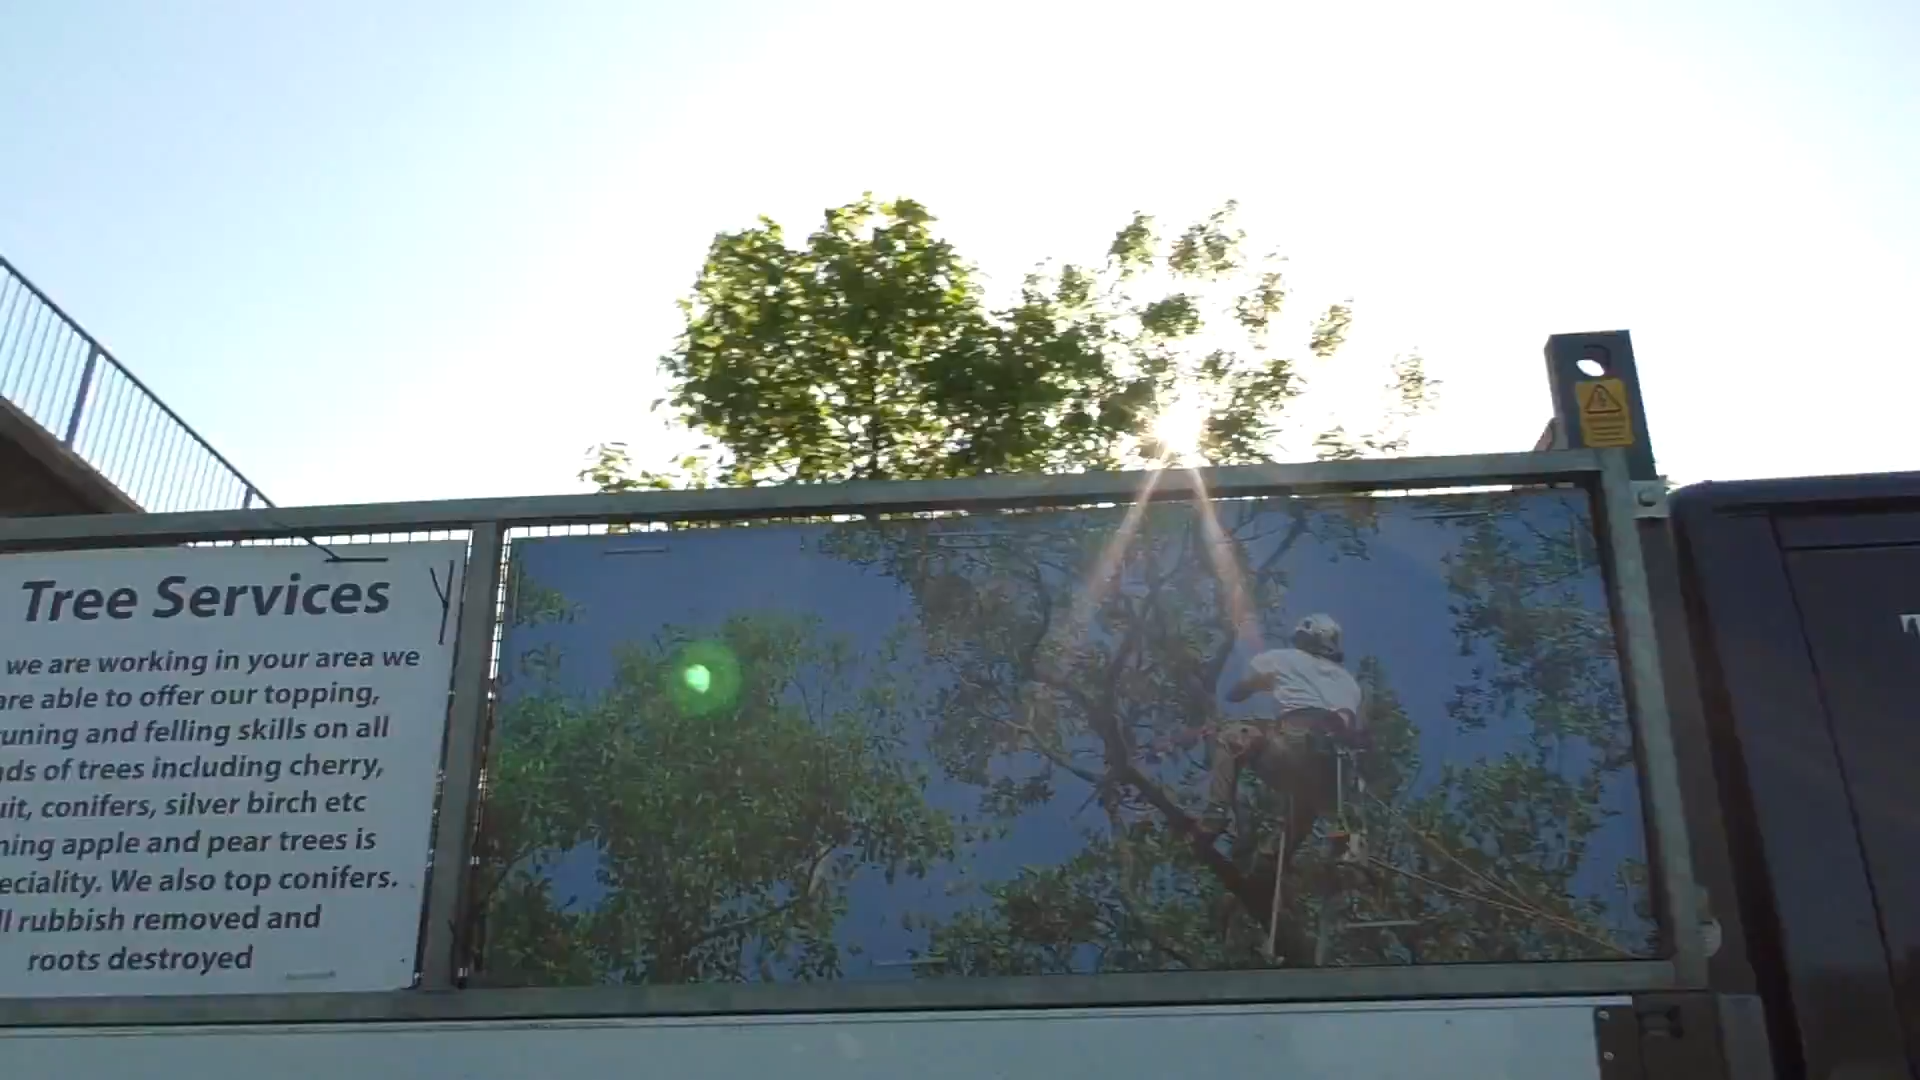 Tree Services
we are working in your area we
are able to offer our topping,
uning and felling skills on all
ds of trees including cherry,
uit, conifers, silver birch etc
ning apple and pear trees is
eciality. We also top conifers.
ll rubbish removed and
roots destroyed